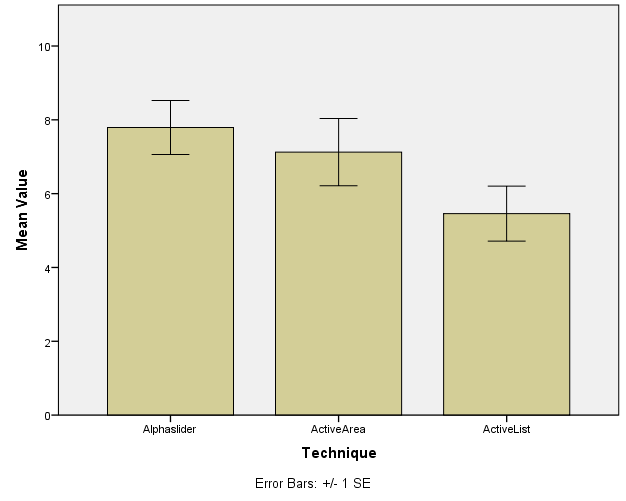 Mean Value
10
8
6
4
2
0
Alphaslider ActiveArea ActiveList
Technique
Error Bars: +/- 1 SE